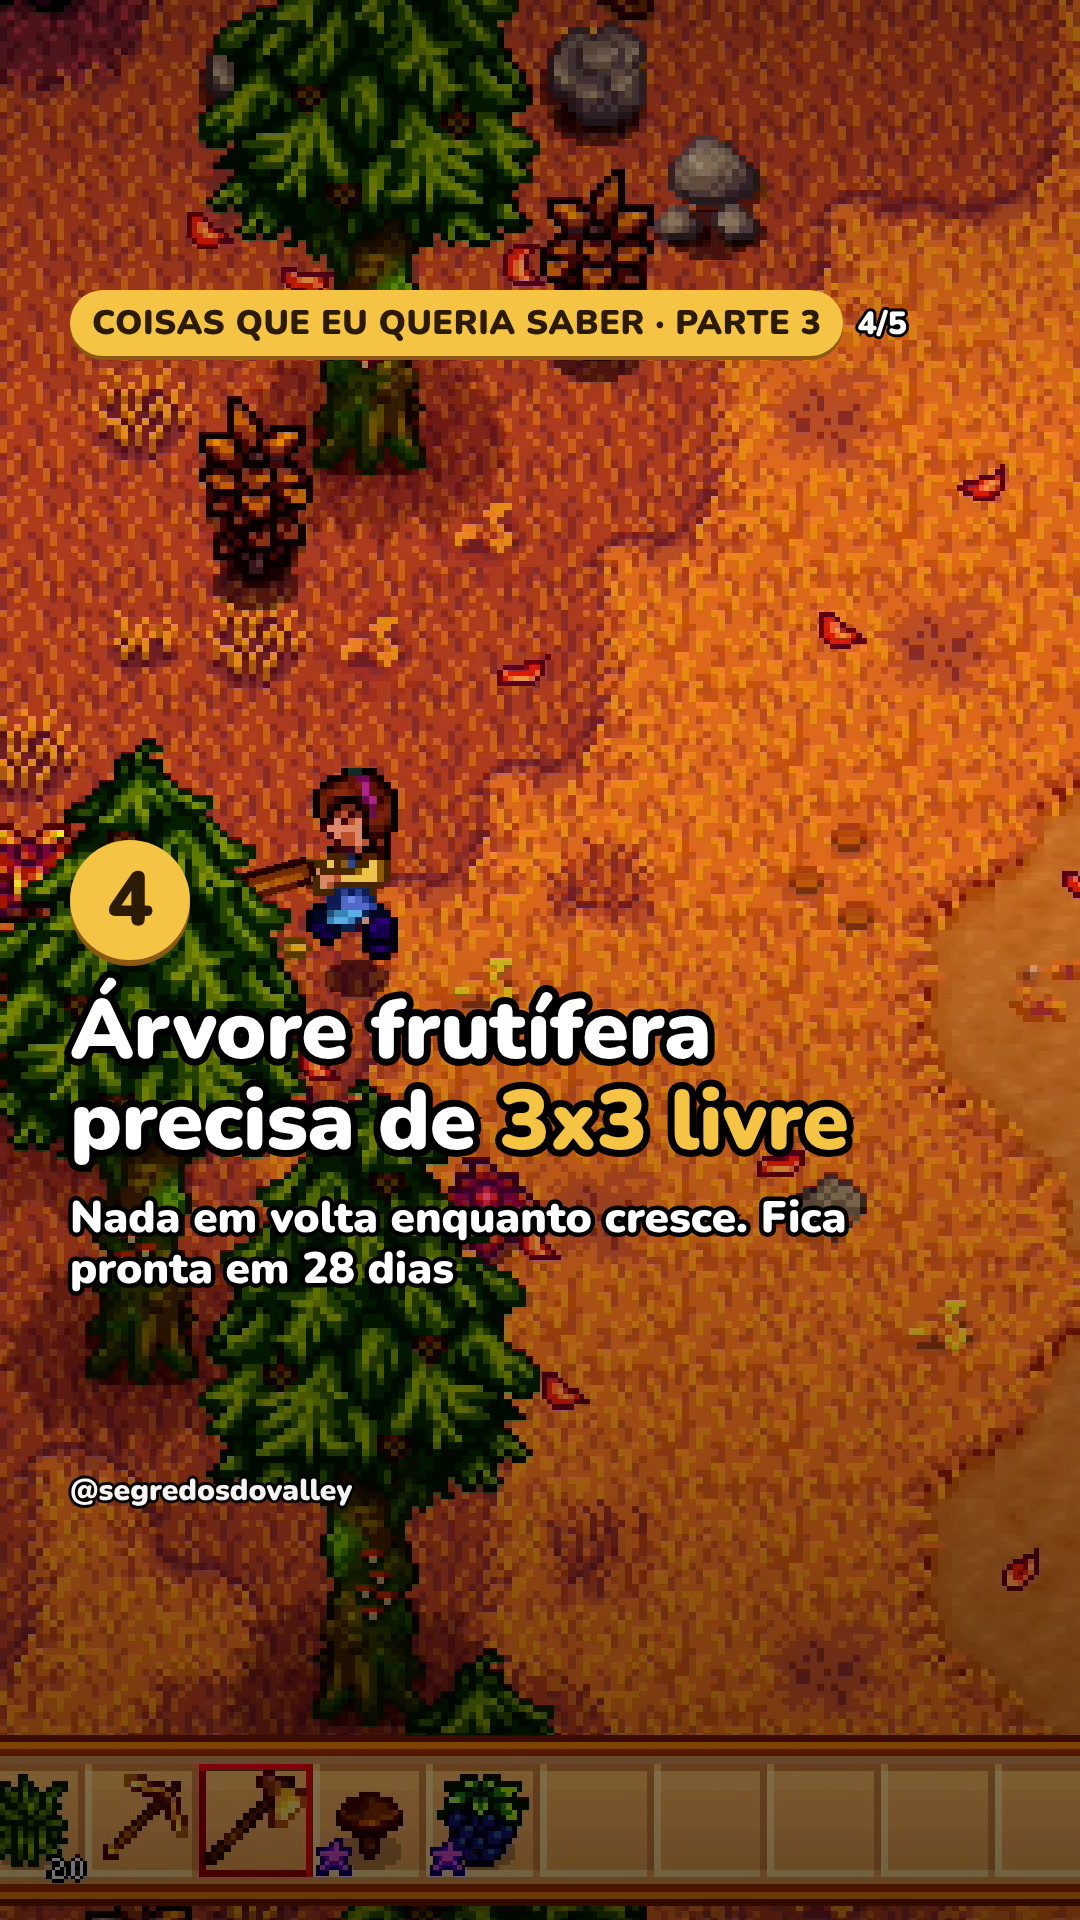 COISAS QUE EU QUERIA SABER · PARTE 3 4/5
4
Árvore frutífera
precisa de 3x3 livre
Nada em volta enquanto cresce. Fica
pronta em 28 dias
@segredosdovalley
20